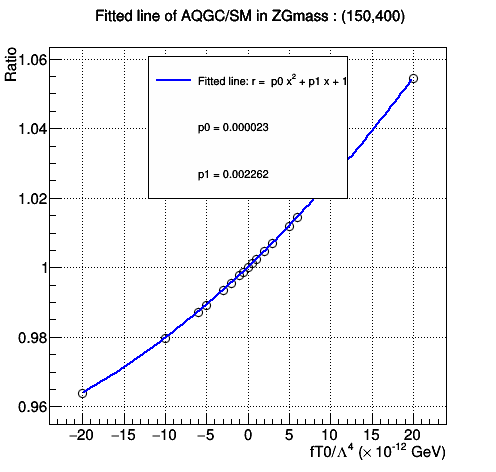 Fitted line of AQGC/SM in ZGmass : (150,400)
Ratio
1.06
1.04
1.02
1
0.98
0.96
Fitted line: r = p0 x² + p1 x + 1
p0 = 0.000023
p1 = 0.002262
−20 −15 −10 −5 0 5 10 15 20
fT0/Λ⁴ (× 10⁻¹² GeV)